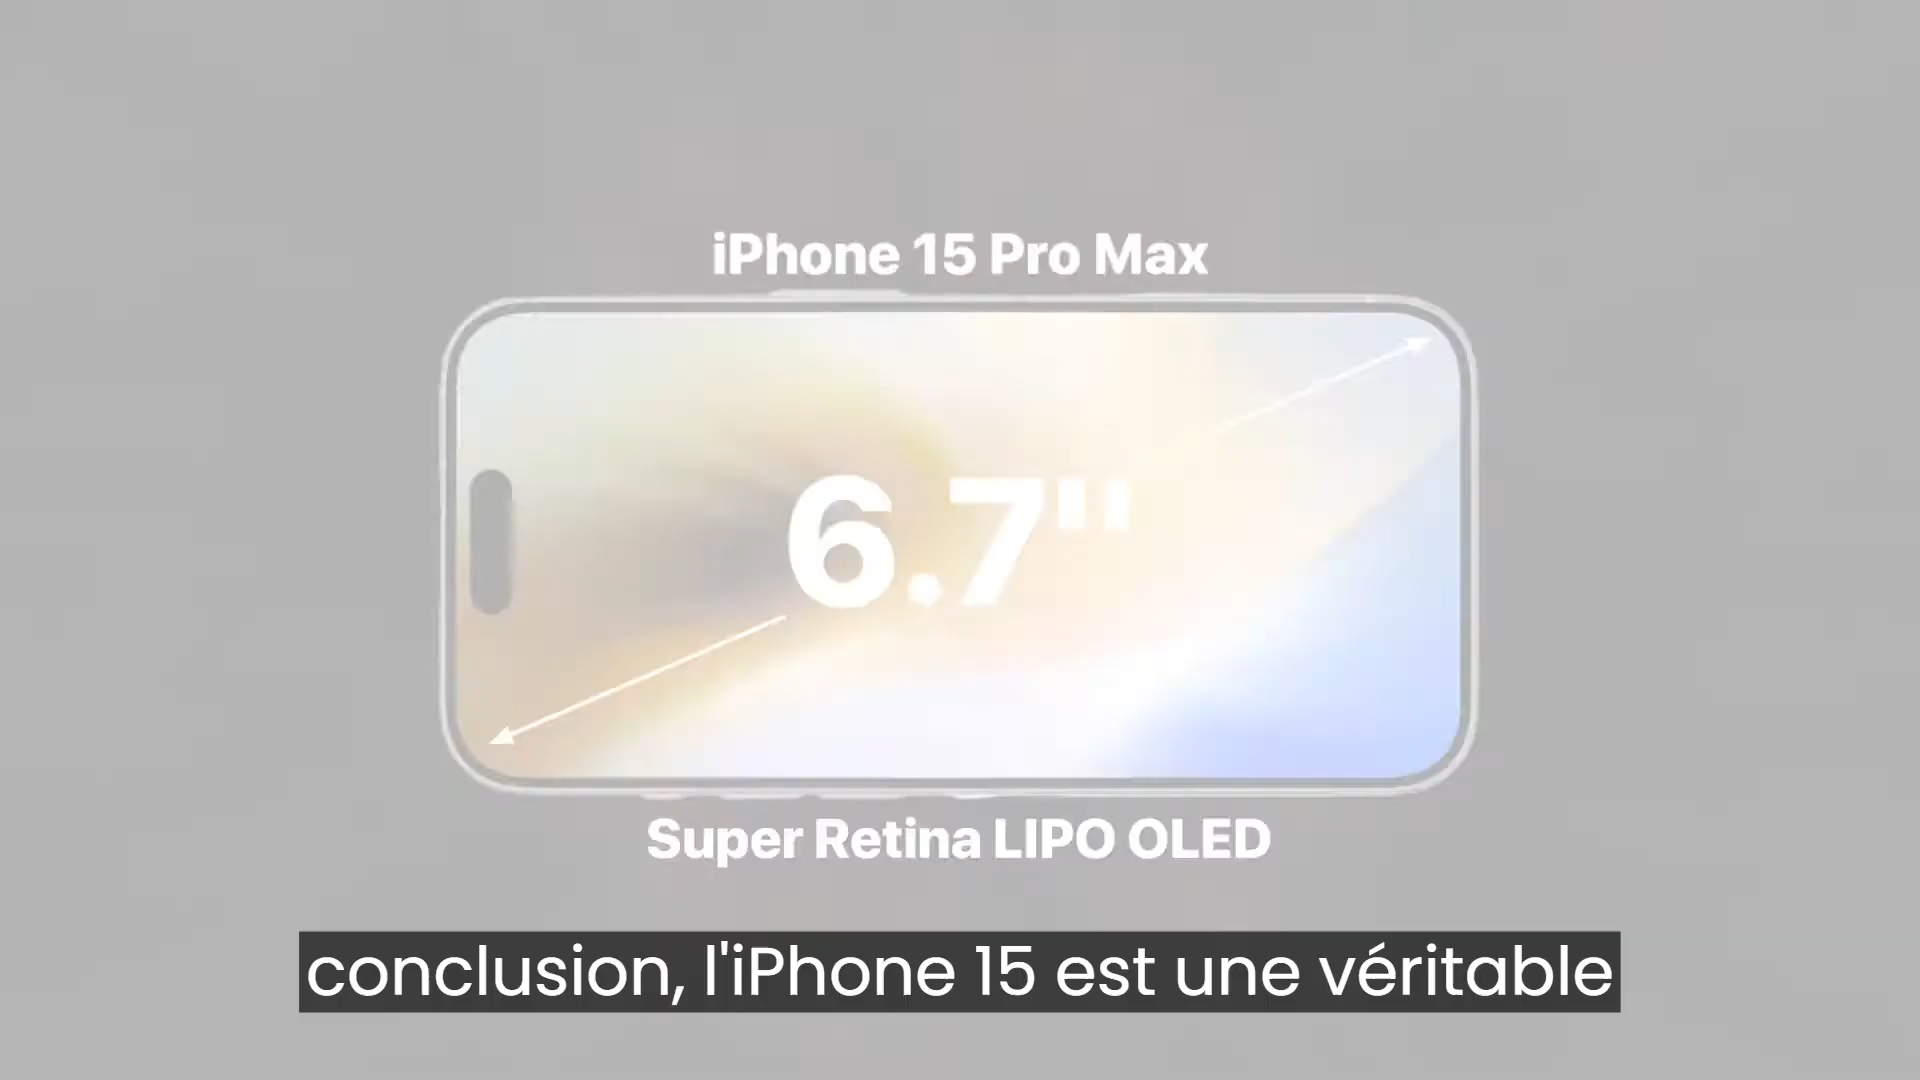 iPhone 15 Pro Max
6.7"
Super Retina LIPO OLED
conclusion, l'iPhone 15 est une véritable